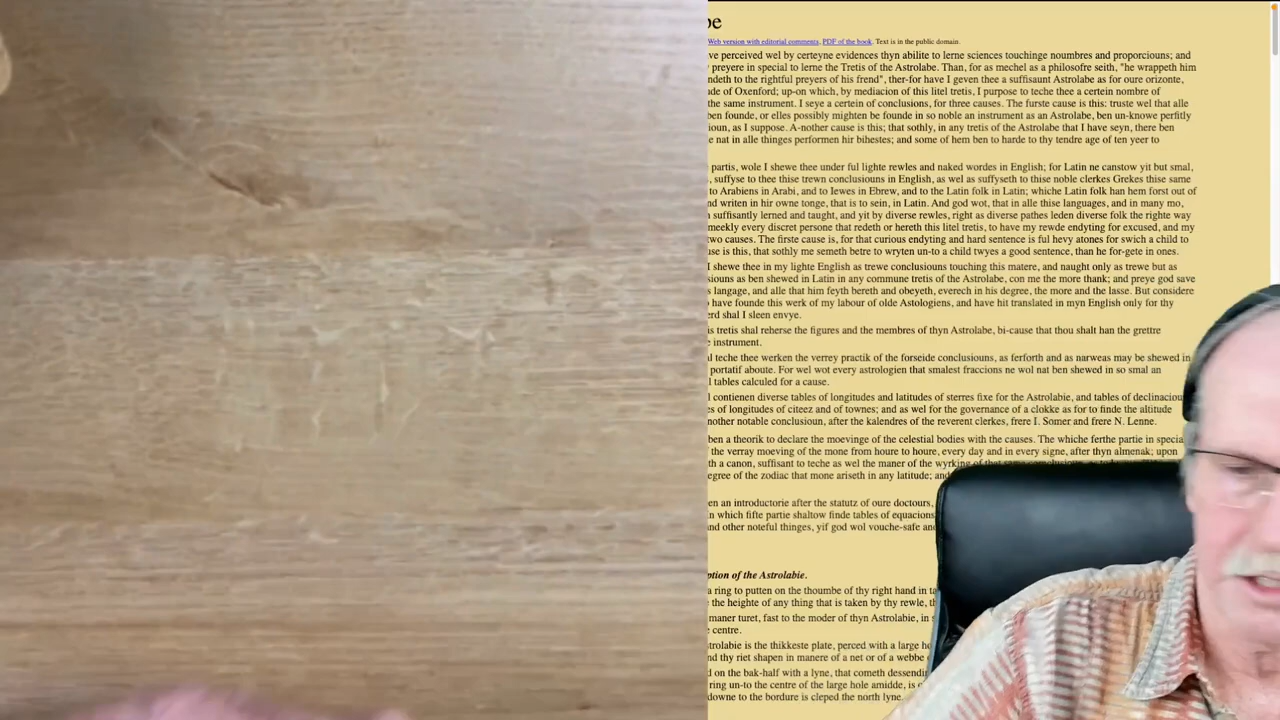 be
Web version with editorial comments. PDF of the book. Text is in the public domain.
ve perceived wel by certeyne evidences thyn abilite to lerne sciences touchinge noumbres and proporciouns; and
preyere in special to lerne the Tretis of the Astrolabe. Than, for as mechel as a philosofre seith, "he wrappeth him
ndeth to the rightful preyers of his frend", ther-for have I geven thee a suffisaunt Astrolabe as for oure orizonte,
de of Oxenford; up-on which, by mediacion of this litel tretis, I purpose to teche thee a certein nombre of
the same instrument. I seye a certein of conclusions, for three causes. The furste cause is this: truste wel that alle
ben founde, or elles possibly mighten be founde in so noble an instrument as an Astrolabe, ben un-knowe perfitly
ioun, as I suppose. A-nother cause is this; that sothly, in any tretis of the Astrolabe that I have seyn, there ben
e nat in alle thinges performen hir bihestes; and some of hem ben to harde to thy tendre age of ten yeer to
partis, wole I shewe thee under ful lighte rewles and naked wordes in English; for Latin ne canstow yit but smal,
, suffyse to thee thise trewn conclusiouns in English, as wel as suffyseth to thise noble clerkes Grekes thise same
to Arabiens in Arabi, and to Iewes in Ebrew, and to the Latin folk in Latin; whiche Latin folk han hem forst out of
nd writen in hir owne tonge, that is to sein, in Latin. And god wot, that in alle thise languages, and in many mo,
n suffisantly lerned and taught, and yit by diverse rewles, right as diverse pathes leden diverse folk the righte way
meekly every discret persone that redeth or hereth this litel tretis, to have my rewde endyting for excused, and my
two causes. The firste cause is, for that curious endyting and hard sentence is ful hevy atones for swich a child to
use is this, that sothly me semeth betre to wryten un-to a child twyes a good sentence, than he for-gete in ones.
I shewe thee in my lighte English as trewe conclusiouns touching this matere, and naught only as trewe but as
siouns as ben shewed in Latin in any commune tretis of the Astrolabe, con me the more thank; and preye god save
s langage, and alle that him feyth bereth and obeyeth, everech in his degree, the more and the lasse. But considere
have founde this werk of my labour of olde Astologiens, and have hit translated in myn English only for thy
erd shal I sleen envye.
is tretis shal reherse the figures and the membres of thyn Astrolabe, bi-cause that thou shalt han the grettre
e instrument.
al teche thee werken the verrey practik of the forseide conclusiouns, as ferforth and as narweas may be shewed in
portatif aboute. For wel wot every astrologien that smalest fraccions ne wol nat ben shewed in so smal an
l tables calculed for a cause.
l contienen diverse tables of longitudes and latitudes of sterres fixe for the Astrolabie, and tables of declinacioun
es of longitudes of citeez and of townes; and as wel for the governance of a clokke as for to finde the altitude
nother notable conclusioun, after the kalendres of the reverent clerkes, frere I. Somer and frere N. Lenne.
ben a theorik to declare the moevinge of the celestial bodies with the causes. The whiche ferthe partie in specia
the verray moeving of the mone from houre to houre, every day and in every signe, after thyn almenak; upon
th a canon, suffisant to teche as wel the maner of the wyrking of that same
egree of the zodiac that mone ariseth in any latitude; and
en an introductorie after the statutz of oure doctours,
n which fifte partie shaltow finde tables of equacions
nd other noteful thinges, yif god wol vouche-safe and
ption of the Astrolabie.
a ring to putten on the thoumbe of thy right hand in ta
the heighte of any thing that is taken by thy rewle, th
maner turet, fast to the moder of thyn Astrolabie, in s
e centre.
trolabie is the thikkeste plate, perced with a large ho
nd thy riet shapen in manere of a net or of a webbe
d on the bak-half with a lyne, that cometh dessendin
ring un-to the centre of the large hole amidde, is c
downe to the bordure is cleped the north lyne.